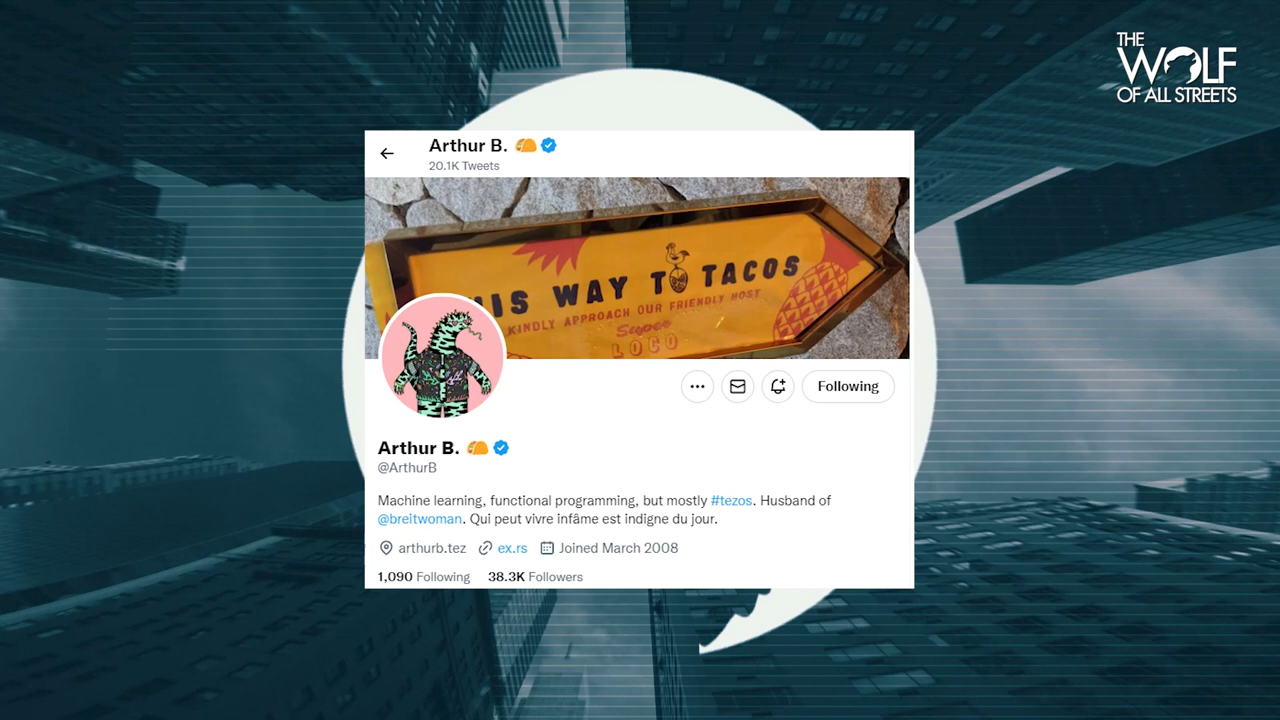 THE
WOLF
OF ALL STREETS
Arthur B.
20.1K Tweets
WAY TO TACOS
KINDLY APPROACH OUR FRIENDLY HOST
Super
LOCO
Following
Arthur B.
@ArthurB
Machine learning, functional programming, but mostly #tezos. Husband of
@breitwoman. Qui peut vivre infâme est indigne du jour.
arthurb.tez ex.rs Joined March 2008
1,090 Following 38.3K Followers